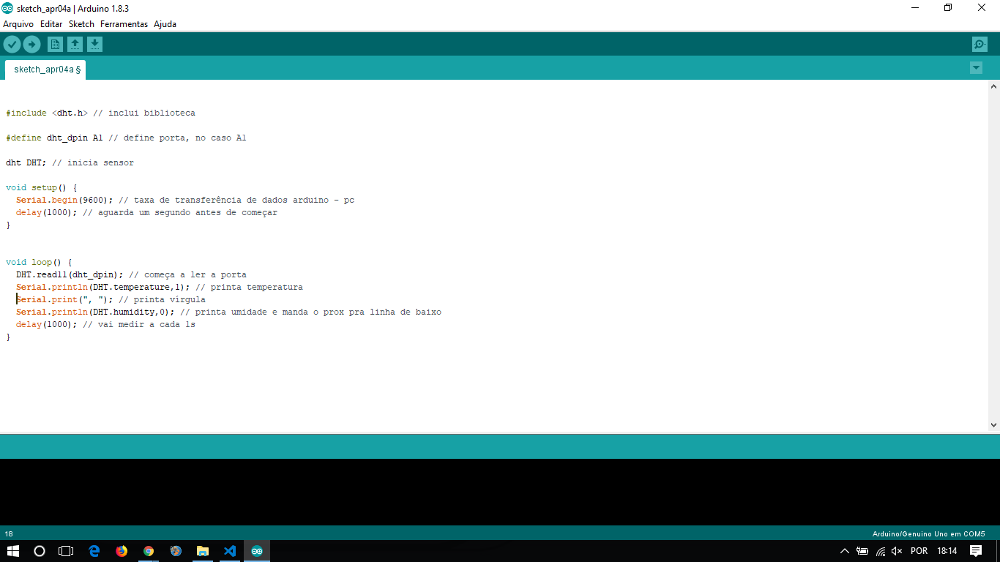 sketch_apr04a | Arduino 1.8.3
Arquivo Editar Sketch Ferramentas Ajuda
sketch_apr04a §
#include <dht.h> // inclui biblioteca
#define dht_dpin A1 // define porta, no caso A1
dht DHT; // inicia sensor
void setup() {
  Serial.begin(9600); // taxa de transferência de dados arduino - pc
  delay(1000); // aguarda um segundo antes de começar
}
void loop() {
  DHT.read11(dht_dpin); // começa a ler a porta
  Serial.println(DHT.temperature,1); // printa temperatura
  Serial.print(", "); // printa vírgula
  Serial.println(DHT.humidity,0); // printa umidade e manda o prox pra linha de baixo
  delay(1000); // vai medir a cada 1s
}
18 Arduino/Genuino Uno em COM5
POR 18:14